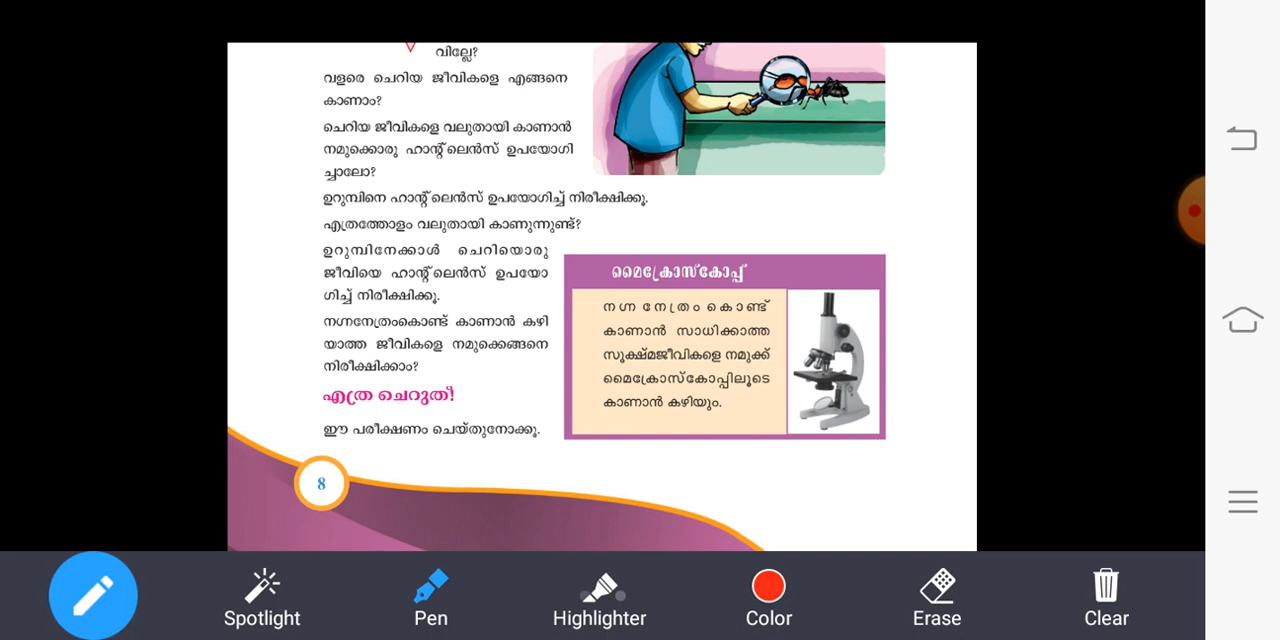 വില്ലേ?
വളരെ ചെറിയ ജീവികളെ എങ്ങനെ
കാണാം?
ചെറിയ ജീവികളെ വലുതായി കാണാൻ
നമുക്കൊരു ഹാന്റ് ലെൻസ് ഉപയോഗി
ച്ചാലോ?
ഉറുമ്പിനെ ഹാന്റ് ലെൻസ് ഉപയോഗിച്ച് നിരീക്ഷിക്കൂ.
എത്രത്തോളം വലുതായി കാണുന്നുണ്ട്?
ഉറുമ്പിനേക്കാൾ ചെറിയൊരു
ജീവിയെ ഹാന്റ് ലെൻസ് ഉപയോ
ഗിച്ച് നിരീക്ഷിക്കൂ.
നഗ്നനേത്രംകൊണ്ട് കാണാൻ കഴി
യാത്ത ജീവികളെ നമുക്കെങ്ങനെ
നിരീക്ഷിക്കാം?
എത്ര ചെറുത്!
ഈ പരീക്ഷണം ചെയ്തുനോക്കൂ.
മൈക്രോസ്കോപ്പ്
നഗ്ന നേത്രം കൊണ്ട്
കാണാൻ സാധിക്കാത്ത
സൂക്ഷ്മജീവികളെ നമുക്ക്
മൈക്രോസ്കോപ്പിലൂടെ
കാണാൻ കഴിയും.
8
Spotlight
Pen
Highlighter
Color
Erase
Clear